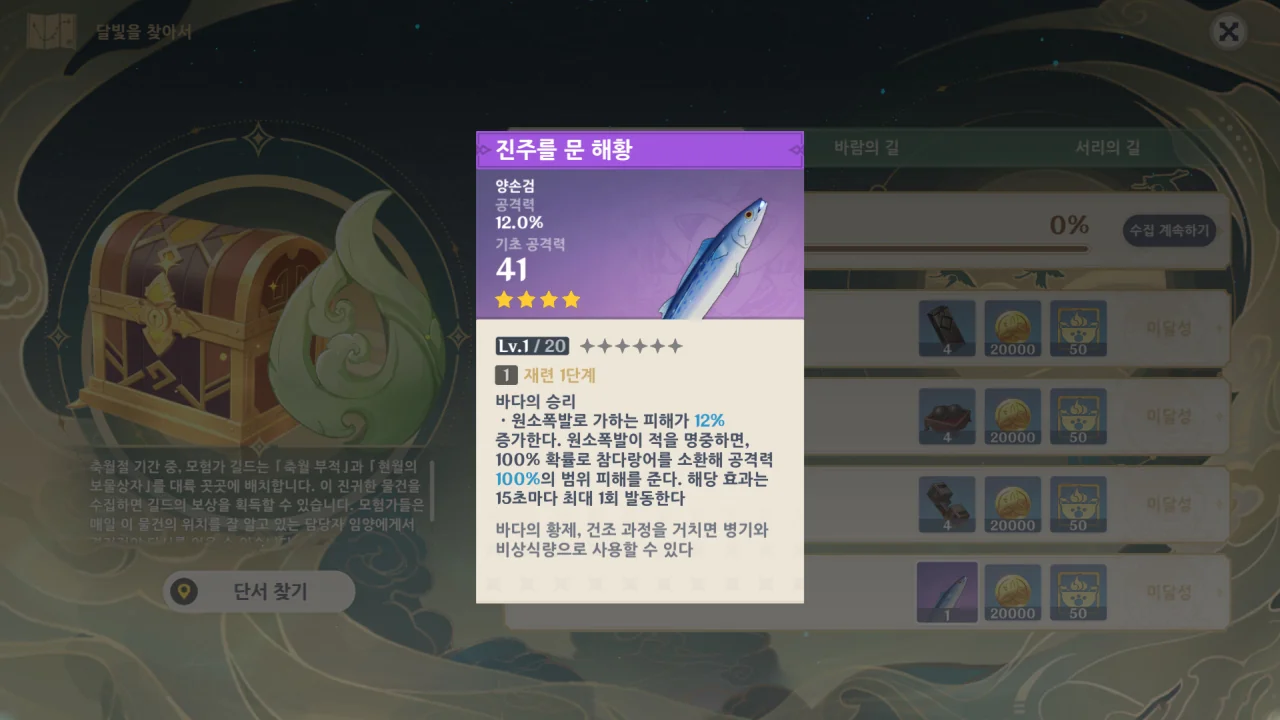 달빛을 찾아서
바람의 길
서리의 길
0%
수집 계속하기
진주를 문 해황
양손검
공격력
12.0%
기초 공격력
41
Lv.1 / 20
1 재련 1단계
바다의 승리
· 원소폭발로 가하는 피해가 12%
증가한다. 원소폭발이 적을 명중하면,
100% 확률로 참다랑어를 소환해 공격력
100%의 범위 피해를 준다. 해당 효과는
15초마다 최대 1회 발동한다
바다의 황제, 건조 과정을 거치면 병기와
비상식량으로 사용할 수 있다
4 20000 50 미달성
4 20000 50 미달성
4 20000 50 미달성
1 20000 50 미달성
축월절 기간 중, 모험가 길드는 「축월 부적」과 「현월의
보물상자」를 대륙 곳곳에 배치합니다. 이 진귀한 물건을
수집하면 길드의 보상을 획득할 수 있습니다. 모험가들은
매일 이 물건의 위치를 잘 알고 있는 담당자 임양에게서
단서 찾기